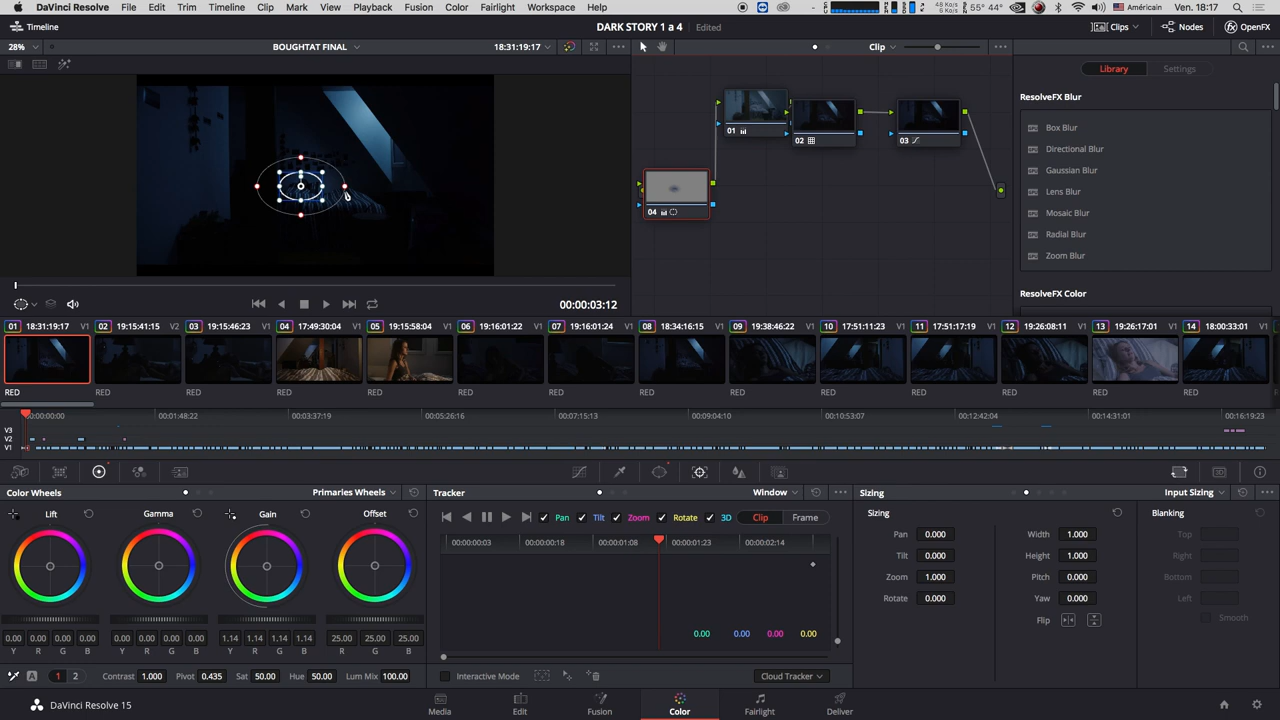 DaVinci Resolve File Edit Trim Timeline Clip Mark View Playback Fusion Color Fairlight Workspace Help 55° 44° Américain Ven. 18:17
Timeline DARK STORY 1 a 4 Edited Clips Nodes OpenFX
28% BOUGHTAT FINAL 18:31:19:17 Clip Library Settings
ResolveFX Blur
Box Blur
Directional Blur
Gaussian Blur
Lens Blur
Mosaic Blur
Radial Blur
Zoom Blur
ResolveFX Color
01
02
03
04
00:00:03:12
01 18:31:19:17 V1 02 19:15:41:15 V2 03 19:15:46:23 V1 04 17:49:30:04 V1 05 19:15:58:04 V1 06 19:16:01:22 V1 07 19:16:01:24 V1 08 18:34:16:15 V1 09 19:38:46:22 V1 10 17:51:11:23 V1 11 17:51:17:19 V1 12 19:26:08:11 V1 13 19:26:17:01 V1 14 18:00:33:01 V1
RED RED RED RED RED RED RED RED RED RED RED RED RED RED
00:00:00:00 00:01:48:22 00:03:37:19 00:05:26:16 00:07:15:13 00:09:04:10 00:10:53:07 00:12:42:04 00:14:31:01 00:16:19:23
V3
V2
V1
Color Wheels Primaries Wheels Tracker Window Sizing Input Sizing
Lift Gamma Gain Offset
0.00 0.00 0.00 0.00 0.00 0.00 0.00 0.00 1.14 1.14 1.14 1.14 25.00 25.00 25.00
Y R G B Y R G B Y R G B R G B
A 1 2 Contrast 1.000 Pivot 0.435 Sat 50.00 Hue 50.00 Lum Mix 100.00
Pan Tilt Zoom Rotate 3D Clip Frame
00:00:00:03 00:00:00:18 00:00:01:08 00:00:01:23 00:00:02:14
0.00 0.00 0.00 0.00
Interactive Mode Cloud Tracker
Sizing Blanking
Pan 0.000 Width 1.000 Top
Tilt 0.000 Height 1.000 Right
Zoom 1.000 Pitch 0.000 Bottom
Rotate 0.000 Yaw 0.000 Left
Flip Smooth
DaVinci Resolve 15 Media Edit Fusion Color Fairlight Deliver